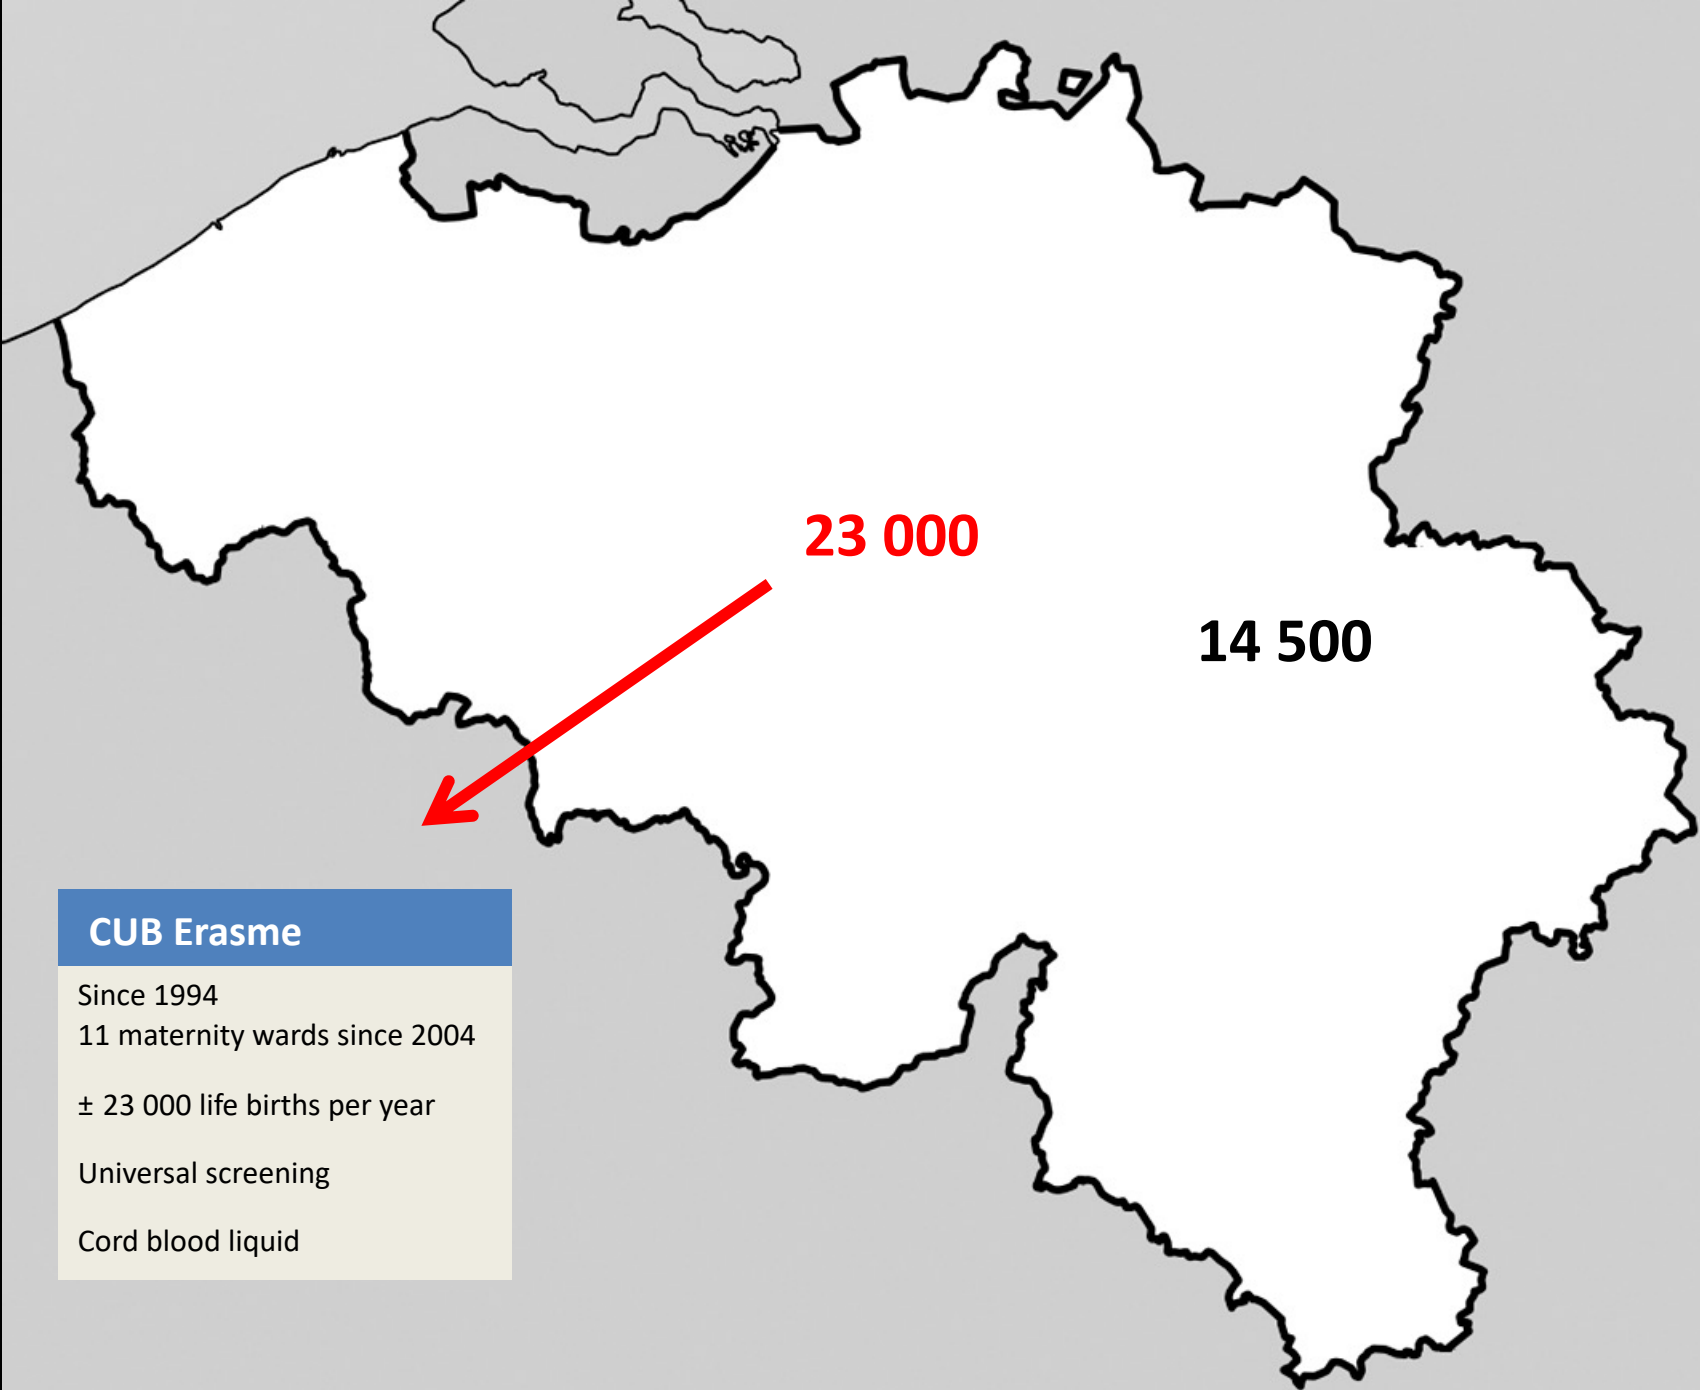 23 000
14 500
CUB Erasme
Since 1994
11 maternity wards since 2004
± 23 000 life births per year
Universal screening
Cord blood liquid